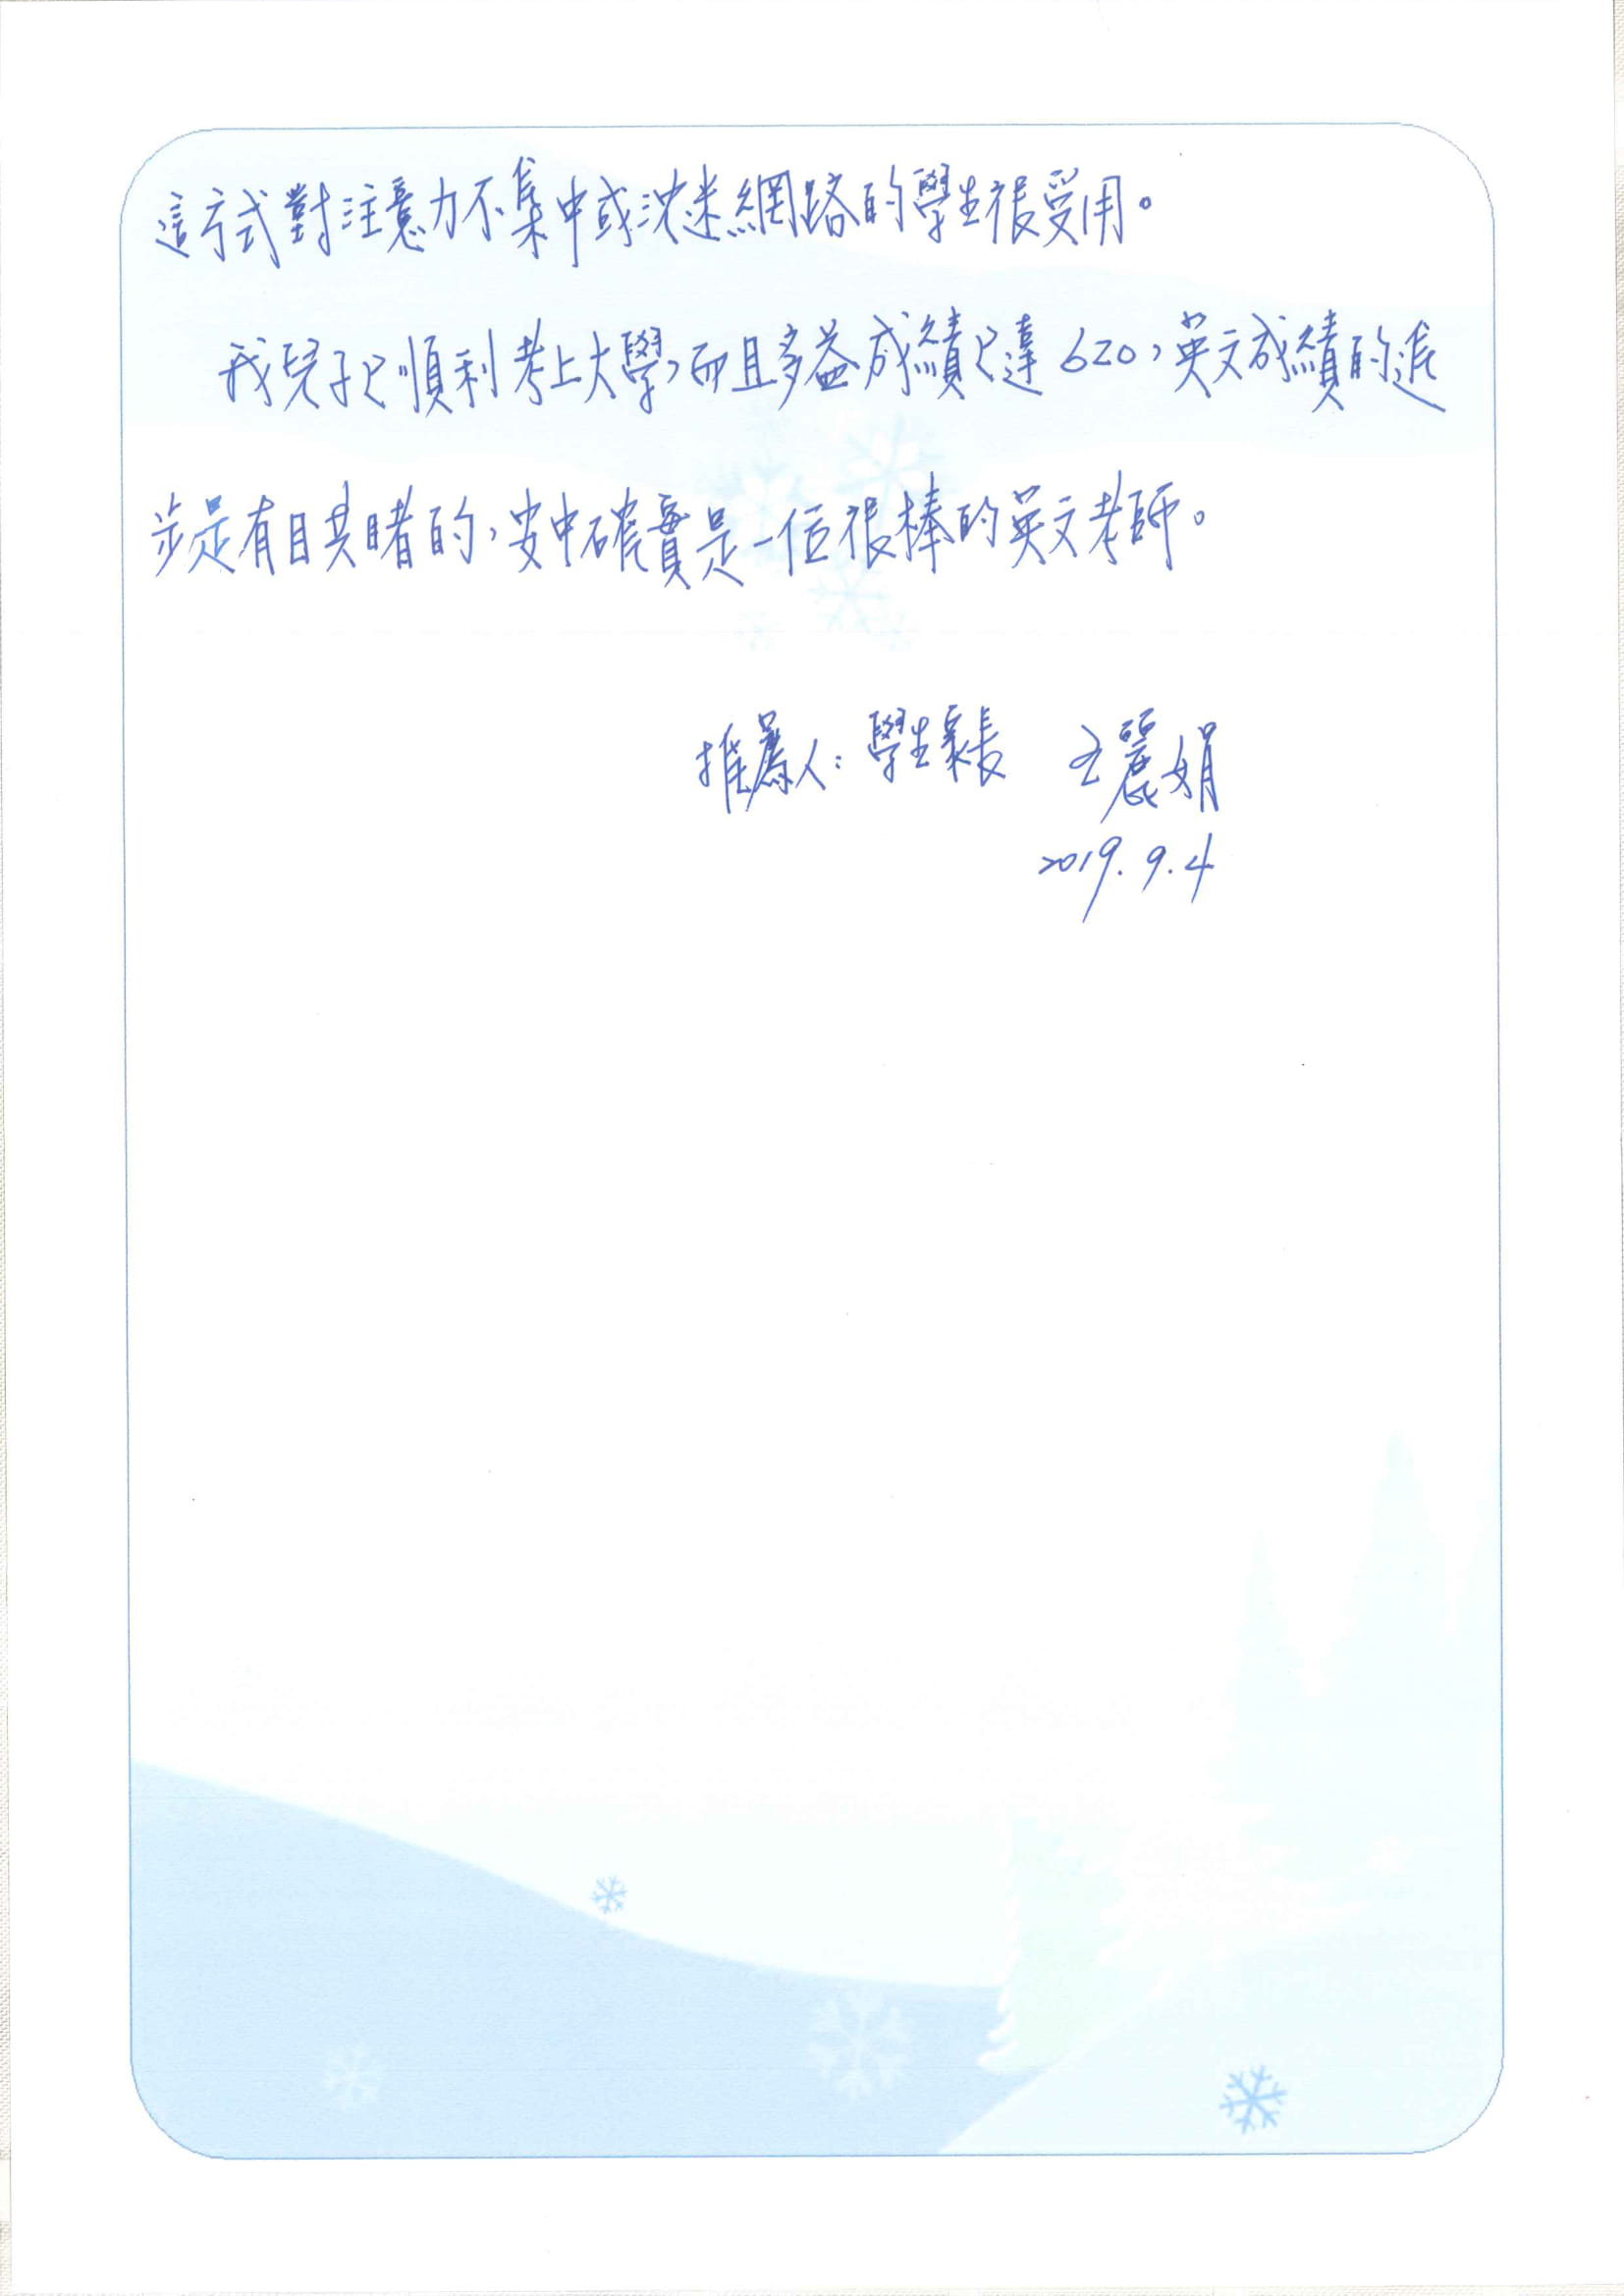 這方式對注意力不集中或沈迷網路的學生很受用。
我兒子已順利考上大學,而且多益成績已達620,英文成績的進
步是有目共睹的,安中確實是一位很棒的英文老師。
推薦人:學生家長 王麗娟
2019.9.4